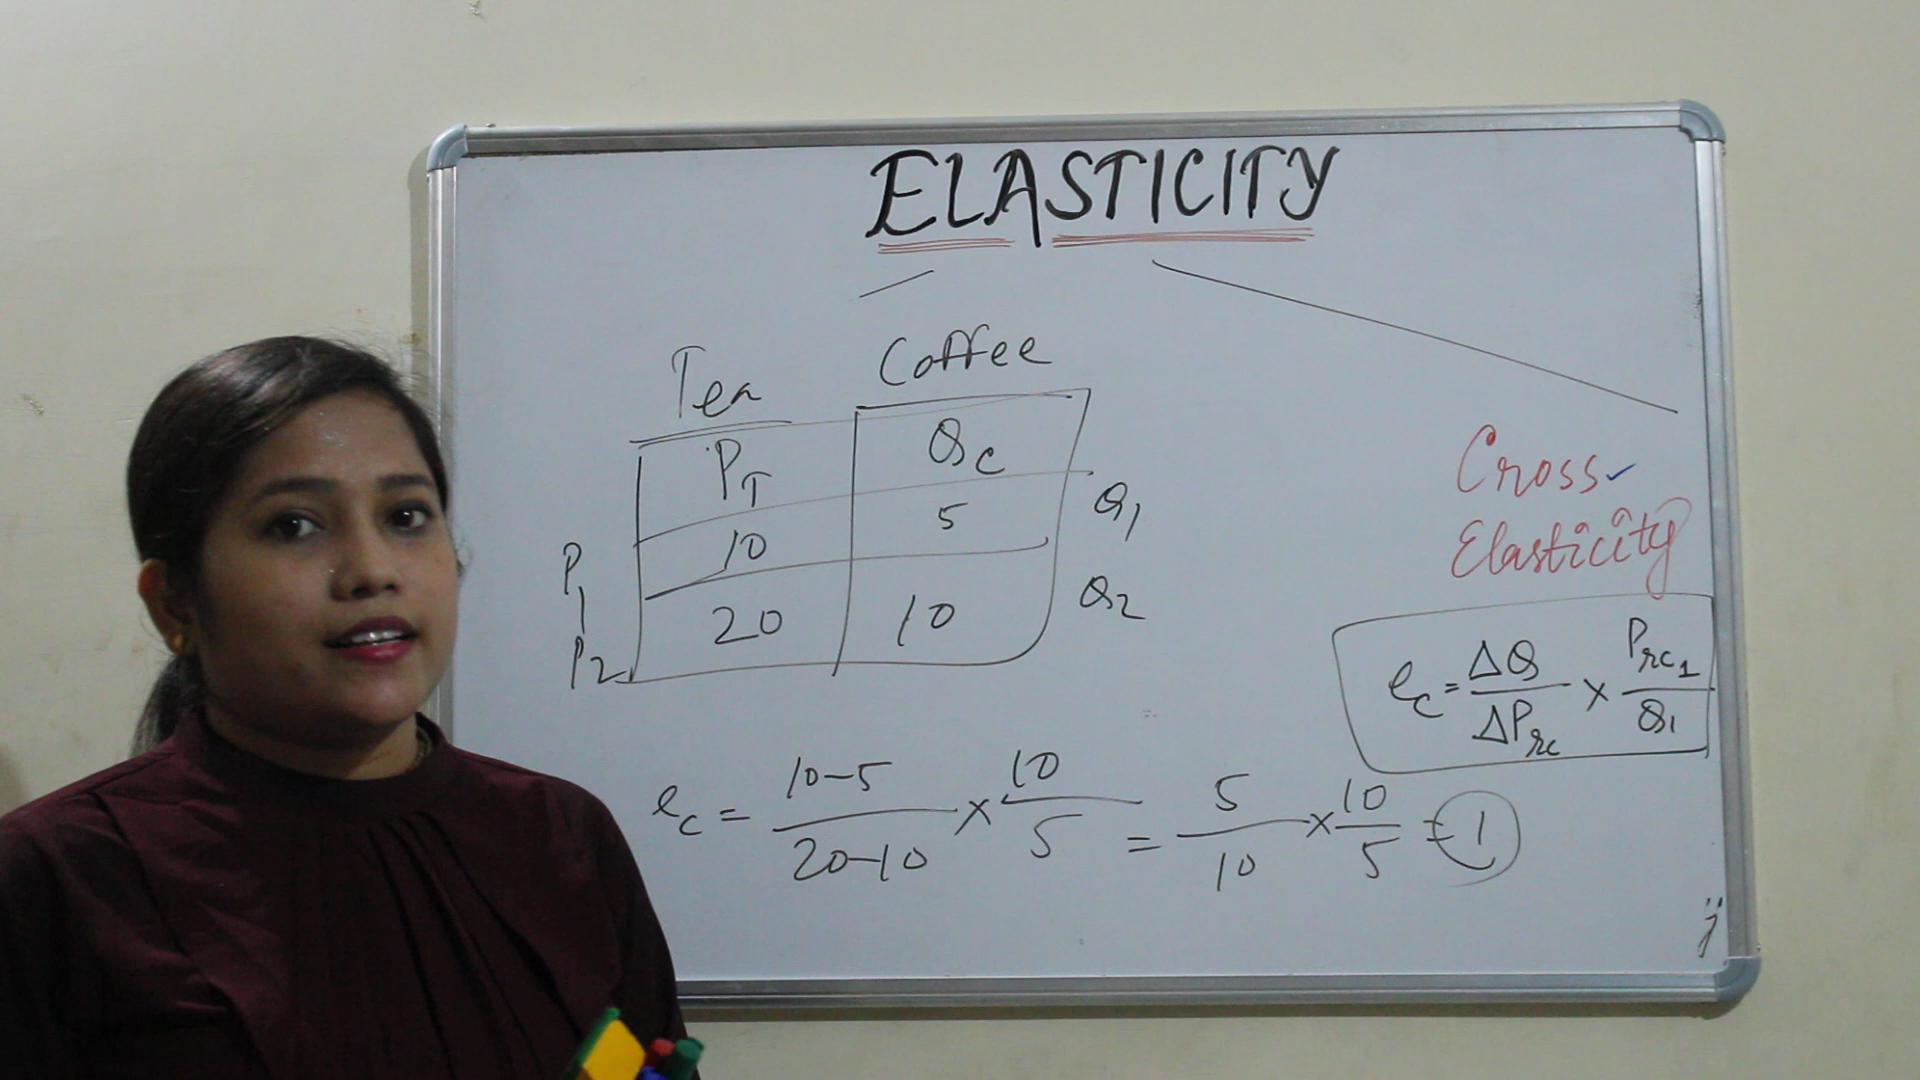 ELASTICITY
Tea Coffee
P_T Q_C
P1 10 5 Q1
P2 20 10 Q2
Cross✓
Elasticity
e_c = ΔQ/ΔP_rc × P_rc1/Q1
e_c = 10-5/20-10 × 10/5 = 5/10 × 10/5 = 1